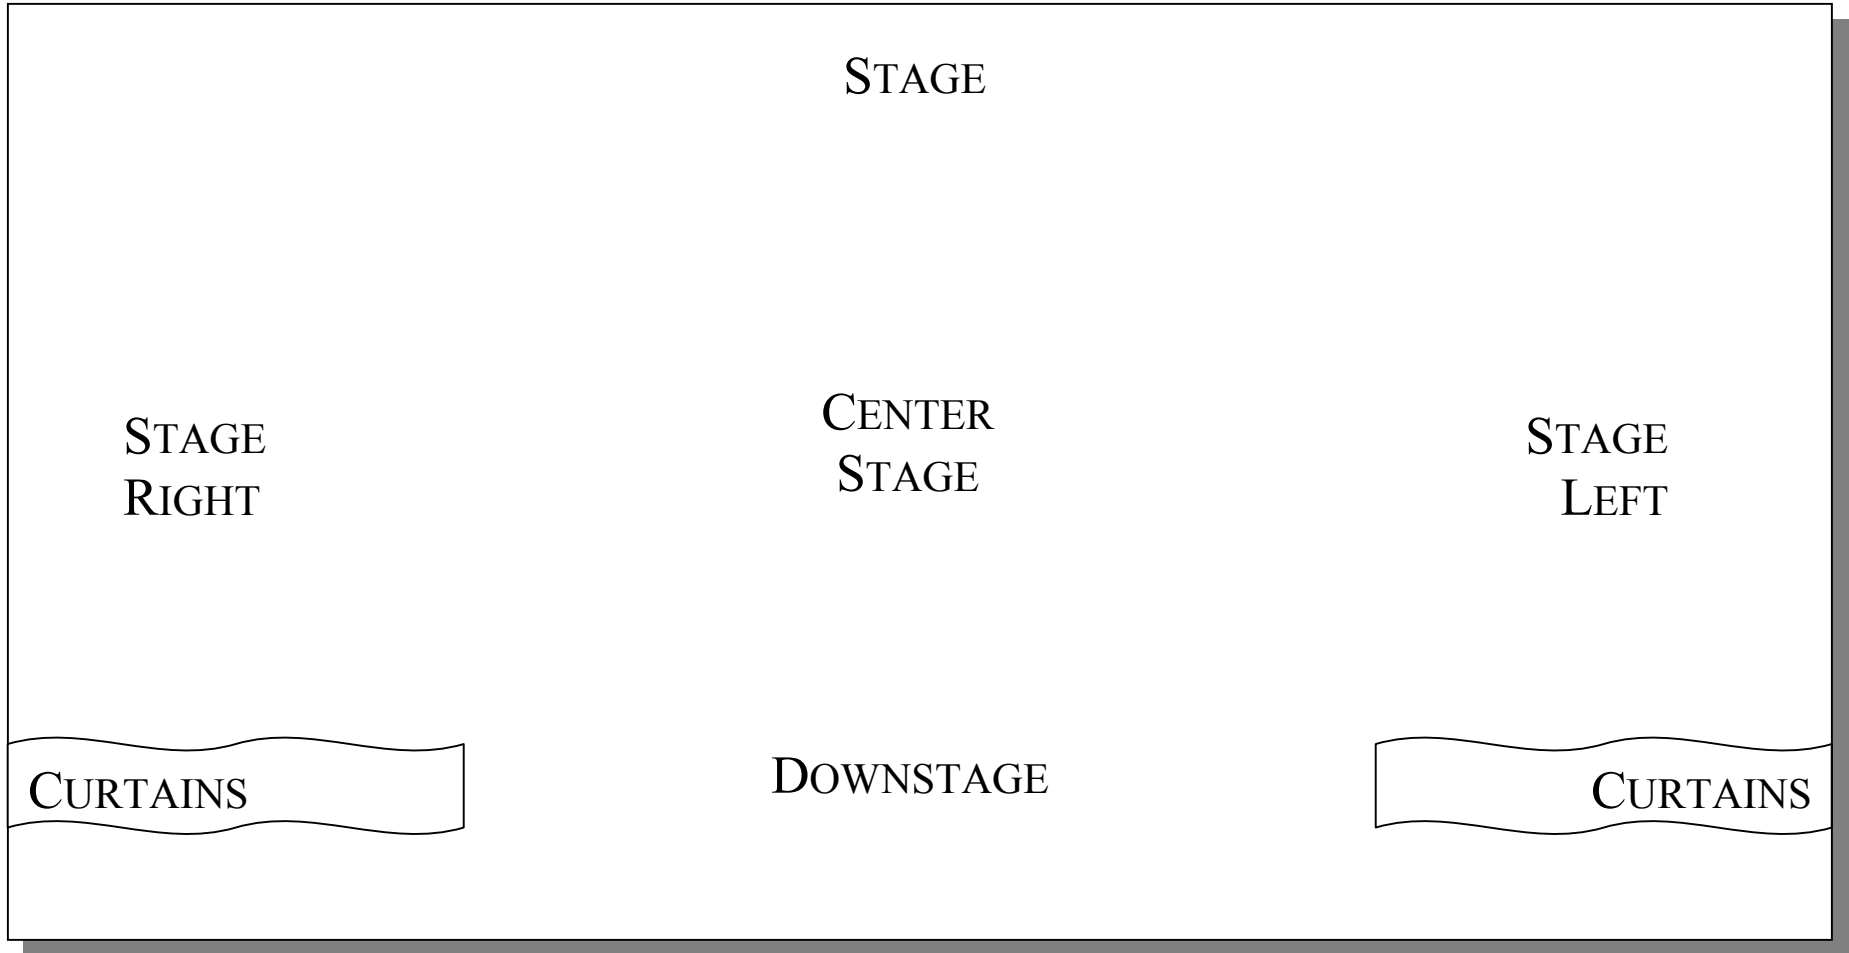 STAGE
CENTER
STAGE
STAGE
RIGHT
STAGE
LEFT
DOWNSTAGE
CURTAINS
CURTAINS